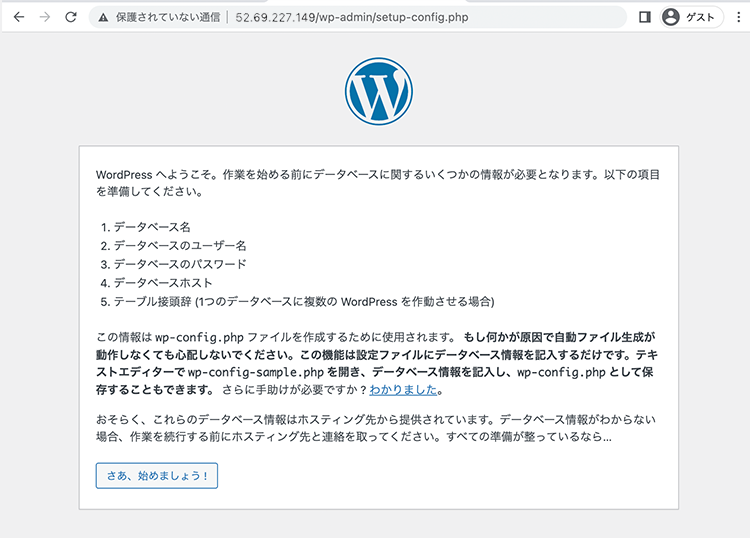 保護されていない通信 | 52.69.227.149/wp-admin/setup-config.php
ゲスト
WordPress へようこそ。作業を始める前にデータベースに関するいくつかの情報が必要となります。以下の項目
を準備してください。
1. データベース名
2. データベースのユーザー名
3. データベースのパスワード
4. データベースホスト
5. テーブル接頭辞 (1つのデータベースに複数の WordPress を作動させる場合)
この情報は wp-config.php ファイルを作成するために使用されます。 もし何かが原因で自動ファイル生成が
動作しなくても心配しないでください。この機能は設定ファイルにデータベース情報を記入するだけです。テキ
ストエディターで wp-config-sample.php を開き、データベース情報を記入し、wp-config.php として保
存することもできます。 さらに手助けが必要ですか ? わかりました。
おそらく、これらのデータベース情報はホスティング先から提供されています。データベース情報がわからない
場合、作業を続行する前にホスティング先と連絡を取ってください。すべての準備が整っているなら…
さあ、始めましょう !